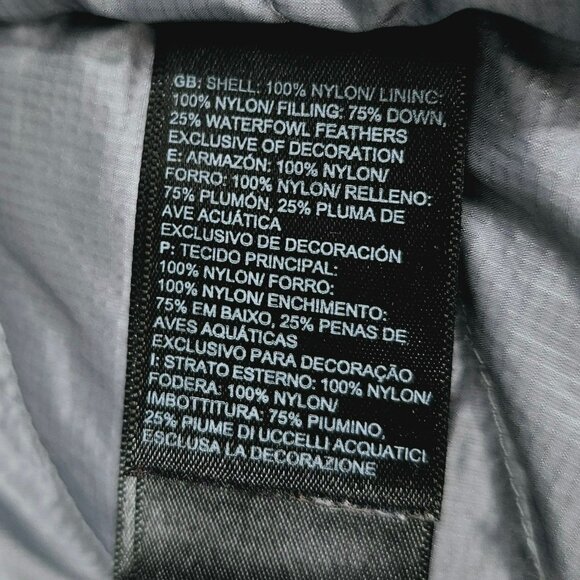 GB: SHELL: 100% NYLON/ LINING:
100% NYLON/ FILLING: 75% DOWN,
25% WATERFOWL FEATHERS
EXCLUSIVE OF DECORATION
E: ARMAZÓN: 100% NYLON/
FORRO: 100% NYLON/ RELLENO:
75% PLUMÓN, 25% PLUMA DE
AVE ACUÁTICA
EXCLUSIVO DE DECORACIÓN
P: TECIDO PRINCIPAL:
100% NYLON/ FORRO:
100% NYLON/ ENCHIMENTO:
75% EM BAIXO, 25% PENAS DE
AVES AQUÁTICAS
EXCLUSIVO PARA DECORAÇÃO
I: STRATO ESTERNO: 100% NYLON/
FODERA: 100% NYLON/
IMBOTTITURA: 75% PIUMINO,
25% PIUME DI UCCELLI ACQUATICI
ESCLUSA LA DECORAZIONE